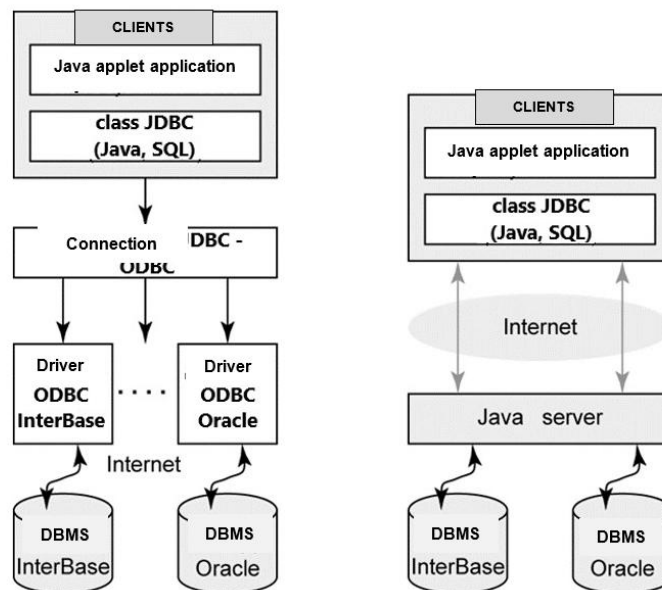 CLIENTS
Java applet application
class JDBC
(Java, SQL)
Connection DBC -
ODBC
Driver
ODBC
InterBase
. . . .
Driver
ODBC
Oracle
Internet
DBMS
InterBase
DBMS
Oracle
CLIENTS
Java applet application
class JDBC
(Java, SQL)
Internet
Java server
DBMS
InterBase
DBMS
Oracle